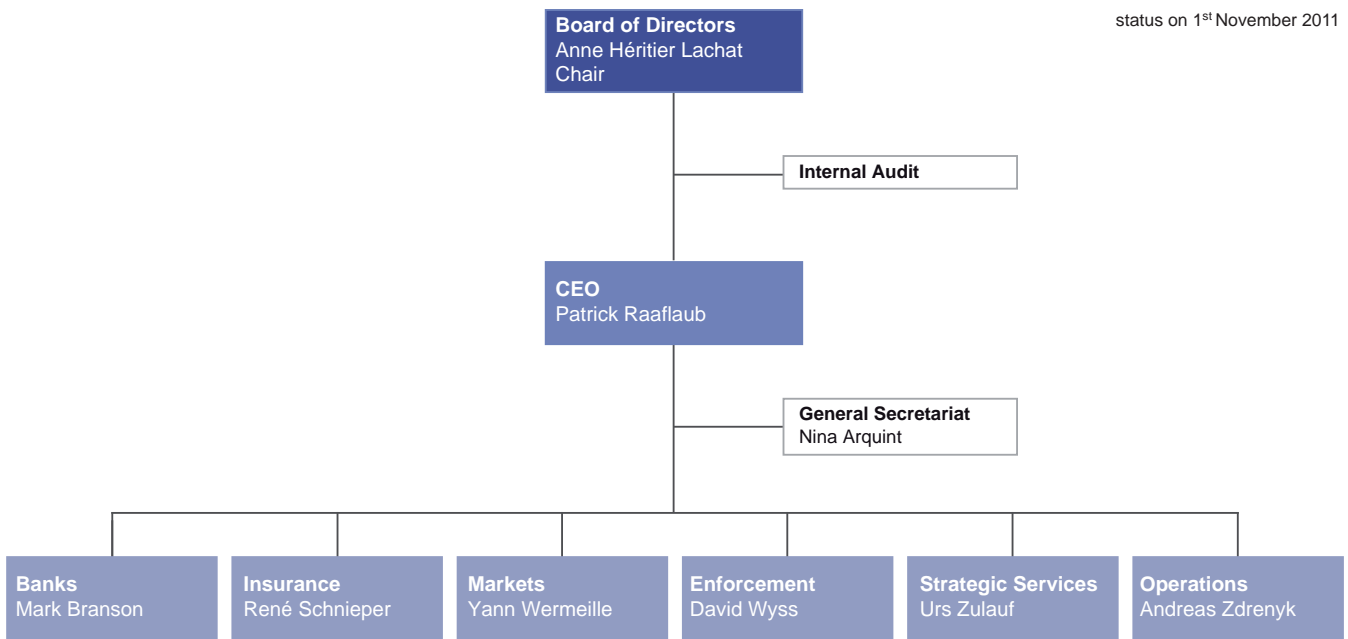 status on 1st November 2011
Board of Directors
Anne Héritier Lachat
Chair
Internal Audit
CEO
Patrick Raaflaub
General Secretariat
Nina Arquint
Banks
Mark Branson
Insurance
René Schnieper
Markets
Yann Wermeille
Enforcement
David Wyss
Strategic Services
Urs Zulauf
Operations
Andreas Zdrenyk